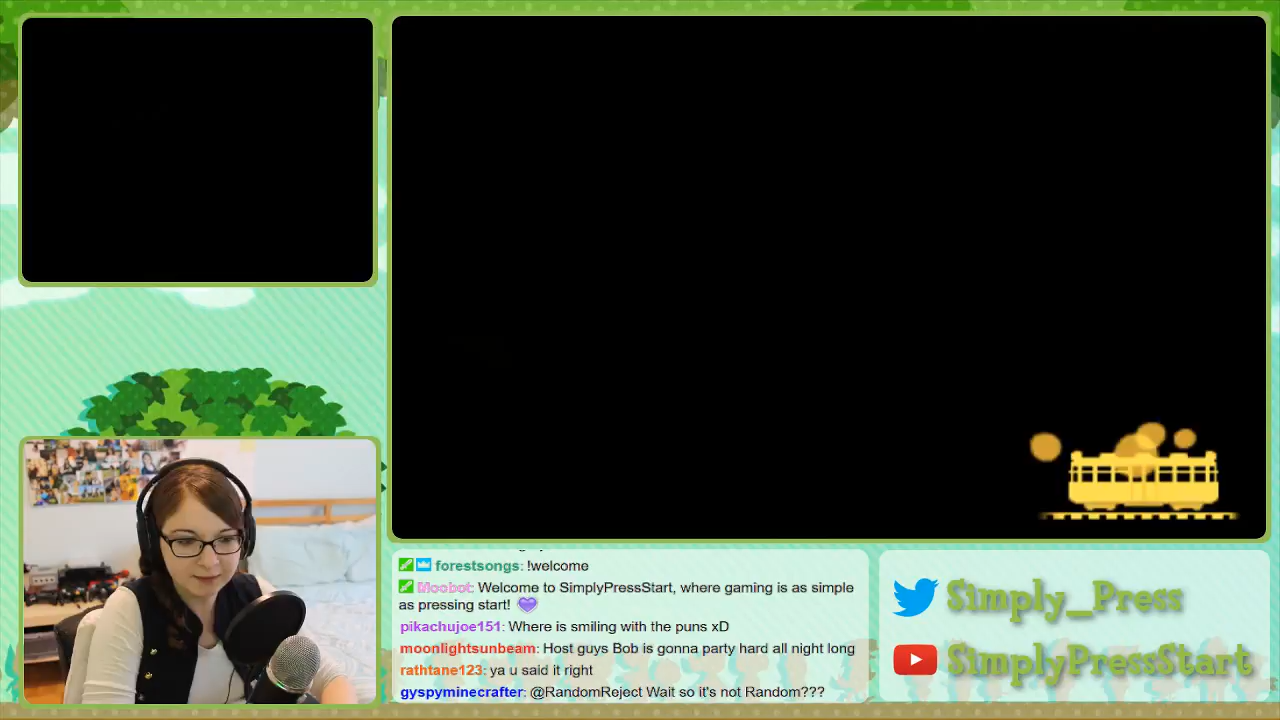 forestsongs: !welcome
Moobot: Welcome to SimplyPressStart, where gaming is as simple
as pressing start!
pikachujoe151: Where is smiling with the puns xD
moonlightsunbeam: Host guys Bob is gonna party hard all night long
rathtane123: ya u said it right
gyspyminecrafter: @RandomReject Wait so it's not Random???
Simply_Press
SimplyPressStart